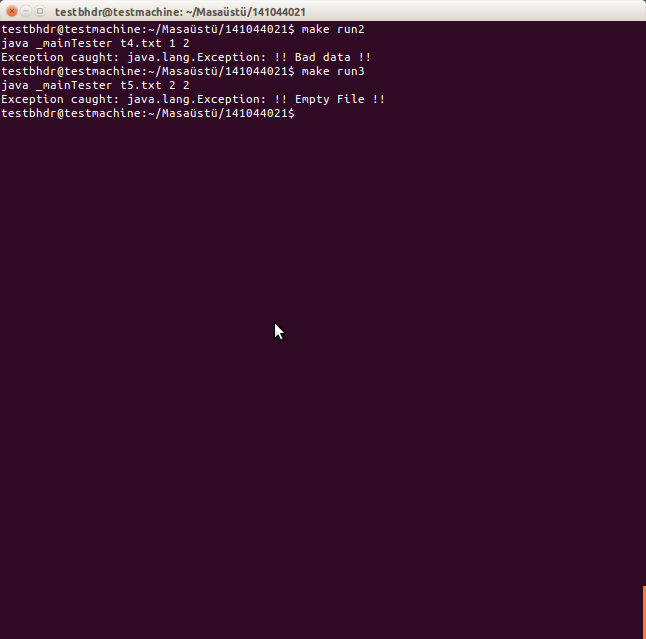 testbhdr@testmachine: ~/Masaüstü/141044021
testbhdr@testmachine:~/Masaüstü/141044021$ make run2
java _mainTester t4.txt 1 2
Exception caught: java.lang.Exception: !! Bad data !!
testbhdr@testmachine:~/Masaüstü/141044021$ make run3
java _mainTester t5.txt 2 2
Exception caught: java.lang.Exception: !! Empty File !!
testbhdr@testmachine:~/Masaüstü/141044021$